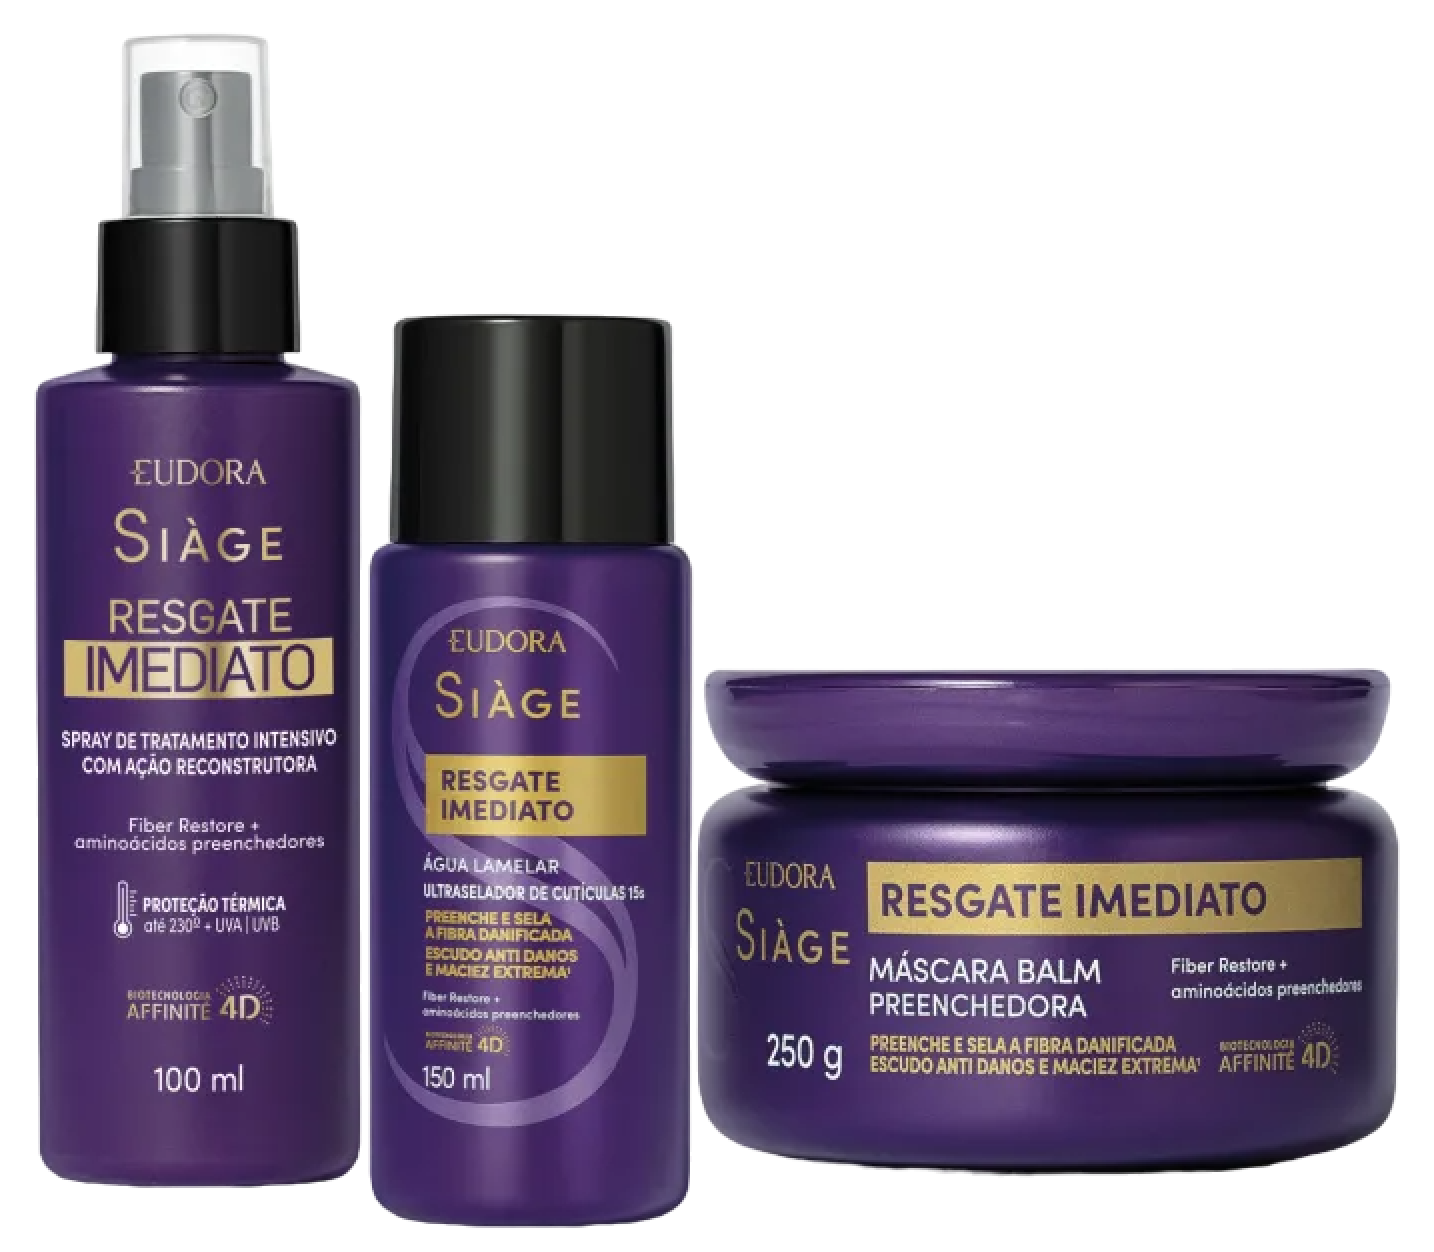 EUDORA
SIÀGE
RESGATE
IMEDIATO
SPRAY DE TRATAMENTO INTENSIVO
COM AÇÃO RECONSTRUTORA
Fiber Restore +
aminoácidos preenchedores
PROTEÇÃO TÉRMICA
até 230º + UVA | UVB
BIOTECNOLOGIA
AFFINITÉ 4D
100 ml
EUDORA
SIÀGE
RESGATE
IMEDIATO
ÁGUA LAMELAR
ULTRASELADOR DE CUTÍCULAS 15s
PREENCHE E SELA
A FIBRA DANIFICADA
ESCUDO ANTI DANOS
E MACIEZ EXTREMA¹
Fiber Restore +
aminoácidos preenchedores
BIOTECNOLOGIA
AFFINITÉ 4D
150 ml
EUDORA
SIÀGE
250 g
RESGATE IMEDIATO
MÁSCARA BALM
PREENCHEDORA
PREENCHE E SELA A FIBRA DANIFICADA
ESCUDO ANTI DANOS E MACIEZ EXTREMA¹
Fiber Restore +
aminoácidos preenchedores
BIOTECNOLOGIA
AFFINITÉ 4D